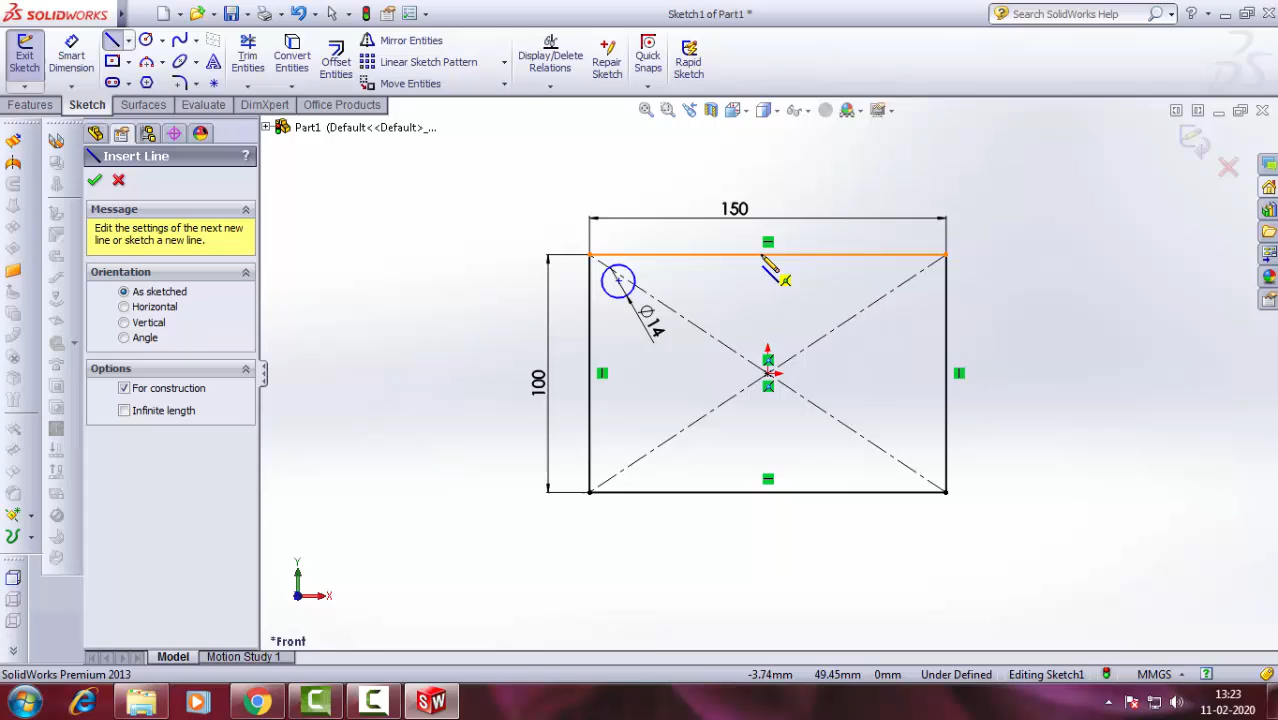 SOLIDWORKS
Sketch1 of Part1 *
Search SolidWorks Help
Exit Sketch
Smart Dimension
Trim Entities
Convert Entities
Offset Entities
Mirror Entities
Linear Sketch Pattern
Move Entities
Display/Delete Relations
Repair Sketch
Quick Snaps
Rapid Sketch
Features
Sketch
Surfaces
Evaluate
DimXpert
Office Products
Part1 (Default<<Default>_...
Insert Line
?
Message
Edit the settings of the next new
line or sketch a new line.
Orientation
As sketched
Horizontal
Vertical
Angle
Options
For construction
Infinite length
150
100
Ø14
Y
X
*Front
Model
Motion Study 1
SolidWorks Premium 2013
-3.74mm
49.45mm
0mm
Under Defined
Editing Sketch1
MMGS
?
13:23
11-02-2020